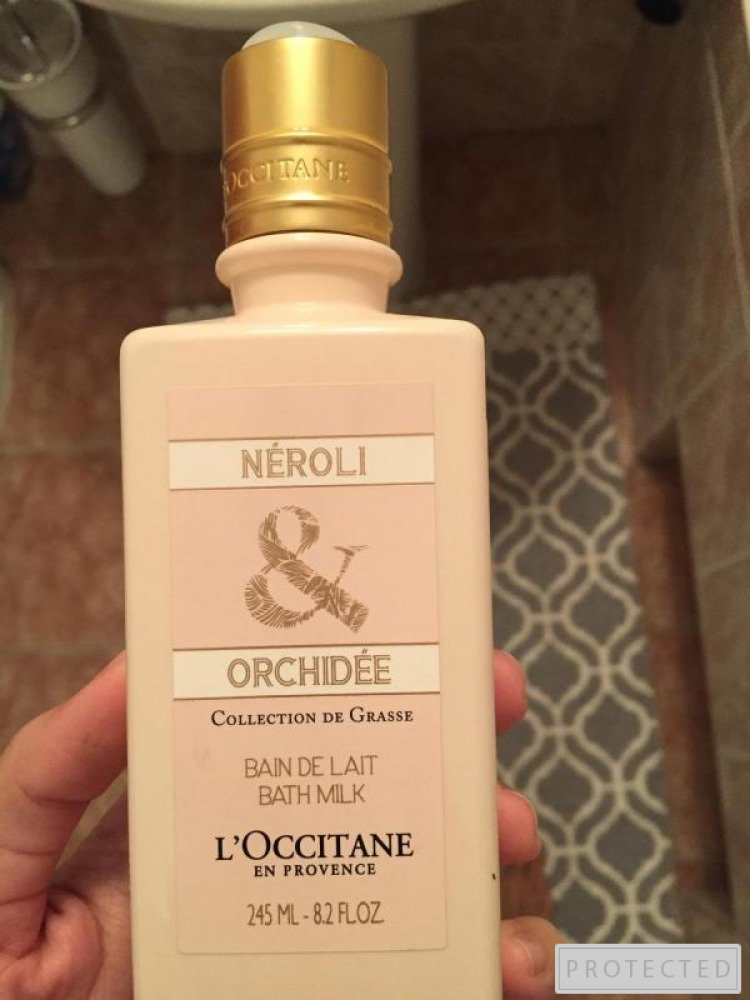 L'OCCITANE
NÉROLI
&
ORCHIDÉE
COLLECTION DE GRASSE
BAIN DE LAIT
BATH MILK
L'OCCITANE
EN PROVENCE
245 ML - 8.2 FL.OZ.
PROTECTED